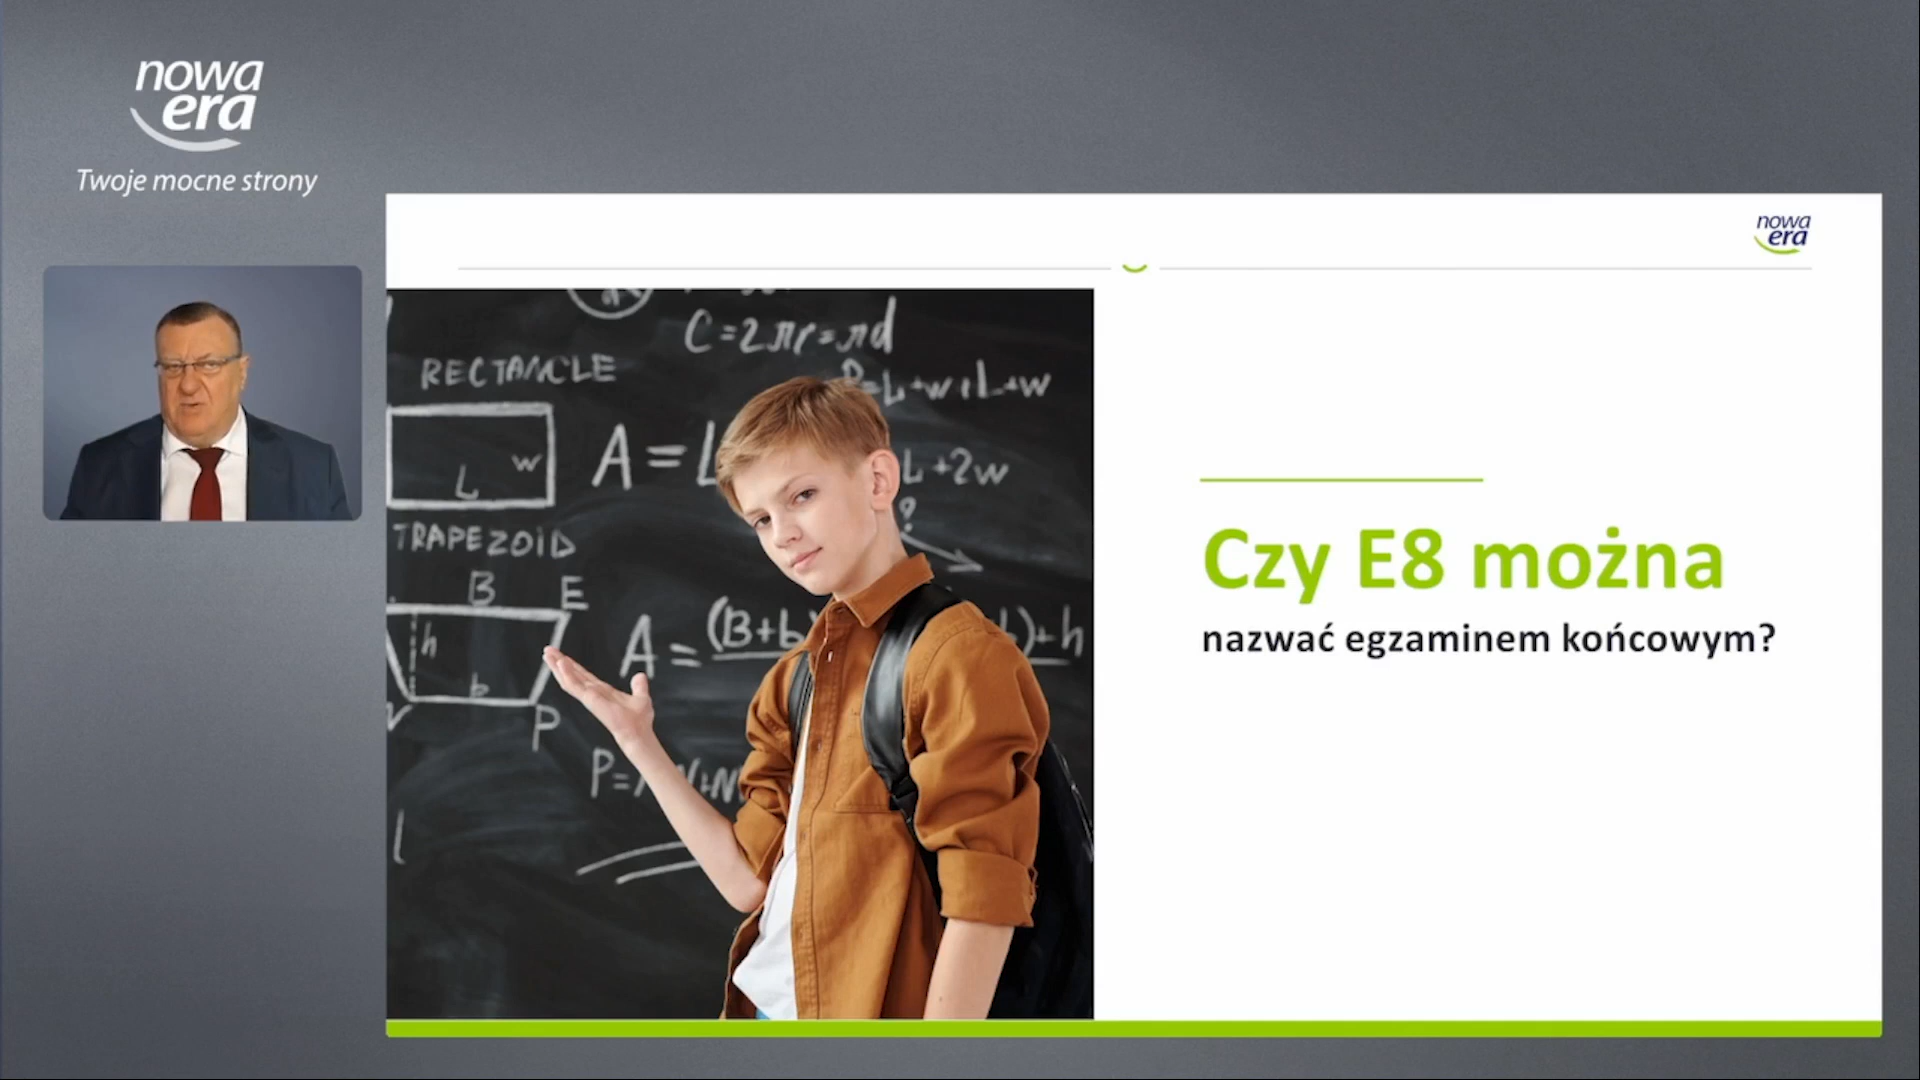 nowa
era
Twoje mocne strony
nowa
era
C=2πr=πd
RECTANGLE
L+w+L+w
A=L
w
L
L+2w
?
TRAPEZOID
B
E
h
(B+b
)+h
A=
b
P
P=
Czy E8 można
nazwać egzaminem końcowym?